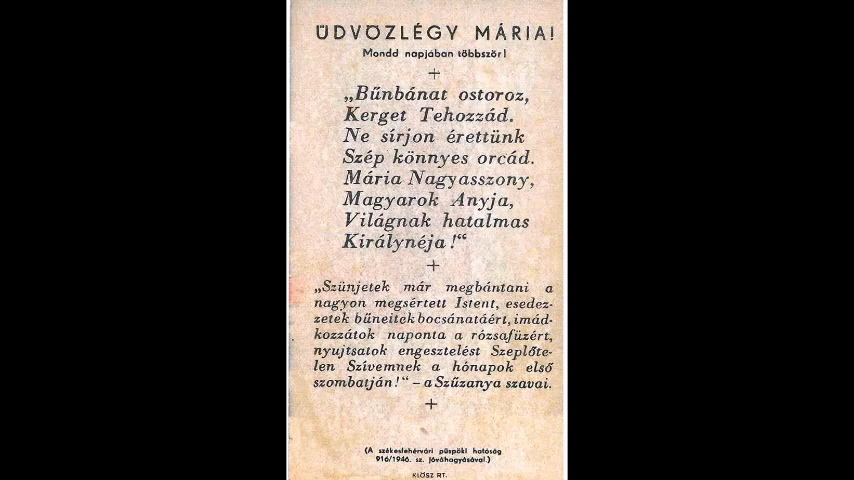 ÜDVÖZLÉGY MÁRIA!
Mondd napjában többször!
„Bűnbánat ostoroz,
Kerget Tehozzád.
Ne sírjon érettünk
Szép könnyes orcád.
Mária Nagyasszony,
Magyarok Anyja,
Világnak hatalmas
Királynéja!“
„Szünjetek már megbántani a
nagyon megsértett Istent, esedez-
zetek bűneitek bocsánatáért, imád-
kozzátok naponta a rózsafüzért,
nyujtsatok engesztelést Szeplőte-
len Szívemnek a hónapok első
szombatján!“ – a Szűzanya szavai.
(A székesfehérvári püspöki hatóság
916/1946. sz. jóváhagyásával.)
KLÖSZ RT.